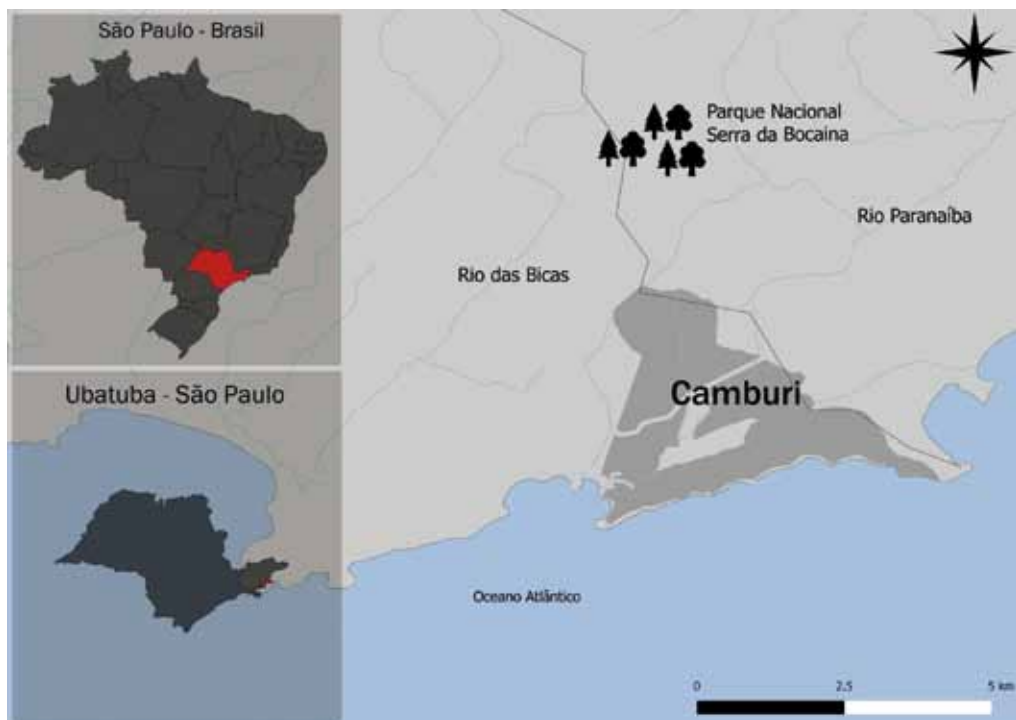 São Paulo - Brasil
Ubatuba - São Paulo
Parque Nacional
Serra da Bocaina
Rio Paranaíba
Rio das Bicas
Camburi
Oceano Atlântico
0 2.5 5 km